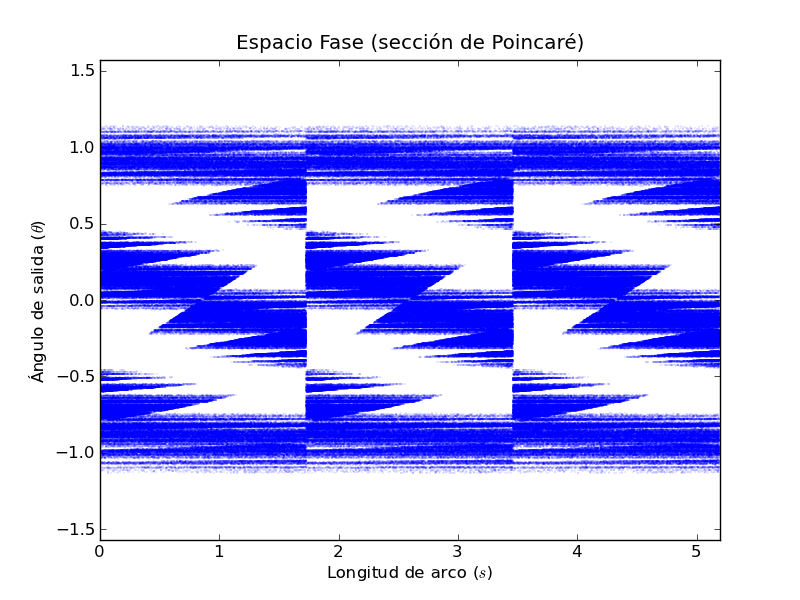 Espacio Fase (sección de Poincaré)
1.5
1.0
0.5
0.0
−0.5
−1.0
−1.5
Ángulo de salida (θ)
0 1 2 3 4 5
Longitud de arco (s)